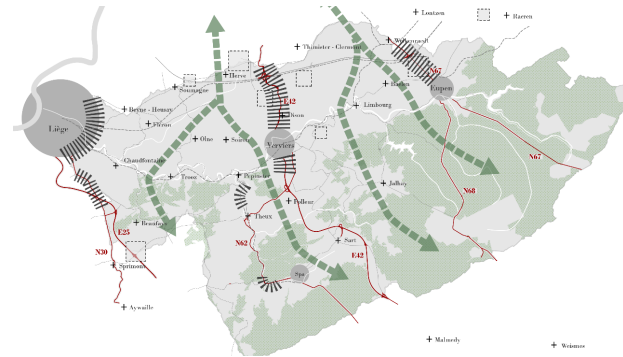 Lontzen
Raeren
Welkenraedt
Thimister - Clermont
N67
Herve
Soumagne
Baelen
Eupen
E42
Limbourg
Beyne - Heusay
Dison
Fléron
Liège
Olne
Verviers
Chaudfontaine
N67
Trooz
Pepinster
Jalhay
N68
Polleur
Theux
Beaufays
E25
N62
Sart
N30
E42
Sprimont
Spa
Aywaille
Malmedy
Weismes